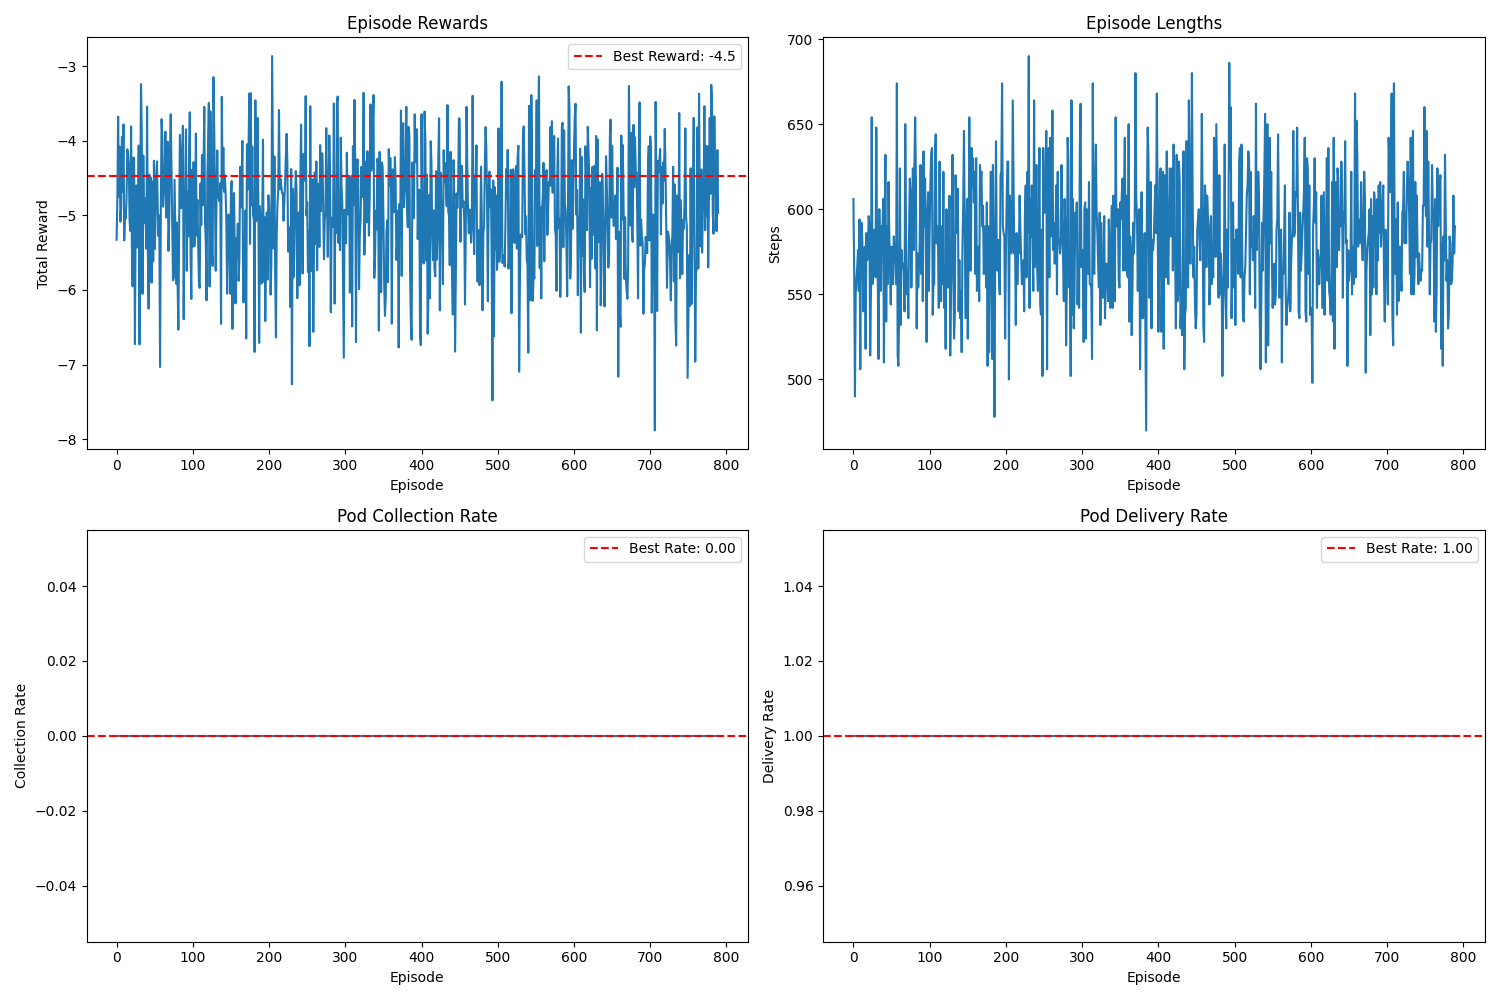 Episode Rewards
Total Reward
−3
−4
−5
−6
−7
−8
Best Reward: -4.5
0 100 200 300 400 500 600 700 800
Episode
Episode Lengths
Steps
700
650
600
550
500
0 100 200 300 400 500 600 700 800
Episode
Pod Collection Rate
Collection Rate
0.04
0.02
0.00
−0.02
−0.04
Best Rate: 0.00
0 100 200 300 400 500 600 700 800
Episode
Pod Delivery Rate
Delivery Rate
1.04
1.02
1.00
0.98
0.96
Best Rate: 1.00
0 100 200 300 400 500 600 700 800
Episode